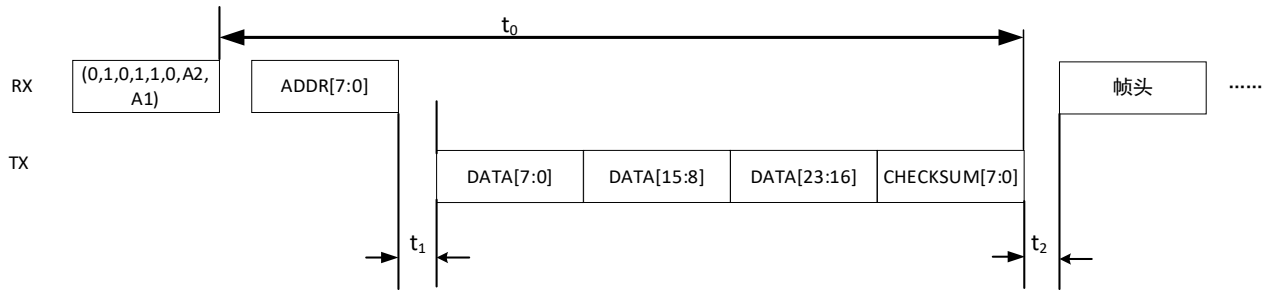 t0
RX
(0,1,0,1,1,0,A2,
A1)
ADDR[7:0]
帧头
……
TX
DATA[7:0]
DATA[15:8]
DATA[23:16]
CHECKSUM[7:0]
t1
t2